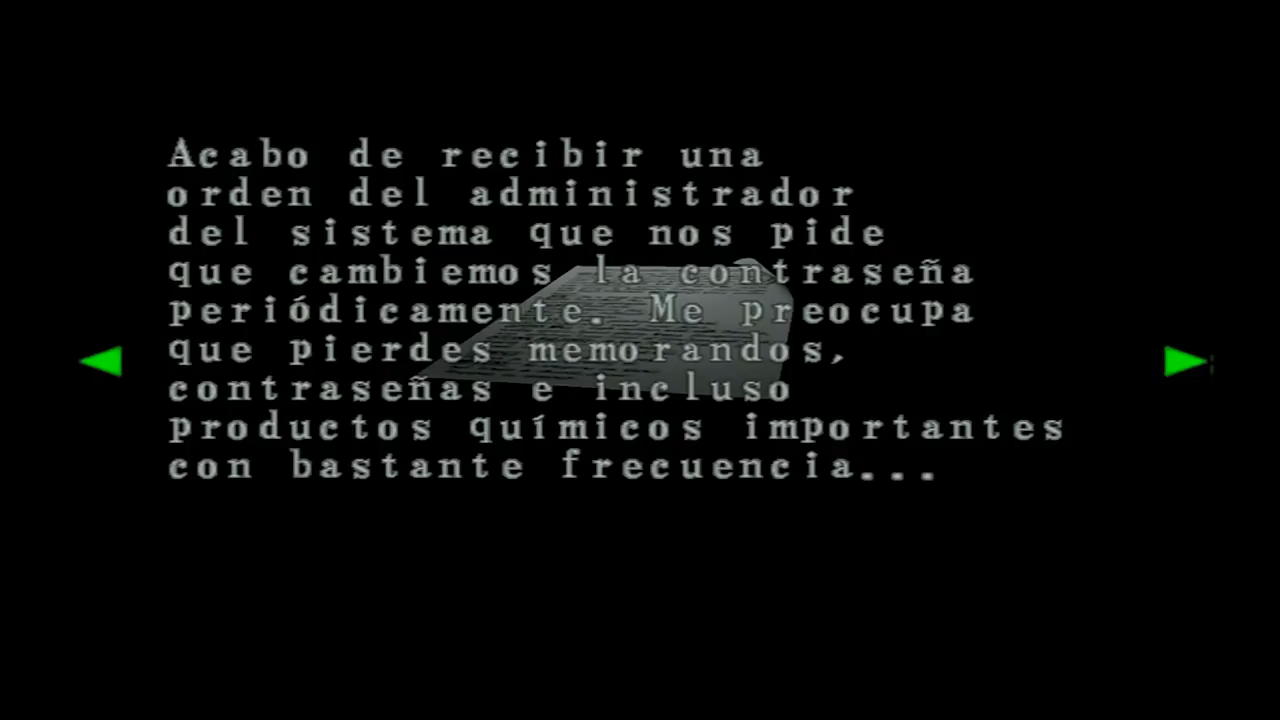 Acabo de recibir una
orden del administrador
del sistema que nos pide
que cambiemos la contraseña
periódicamente. Me preocupa
que pierdes memorandos,
contraseñas e incluso
productos químicos importantes
con bastante frecuencia...